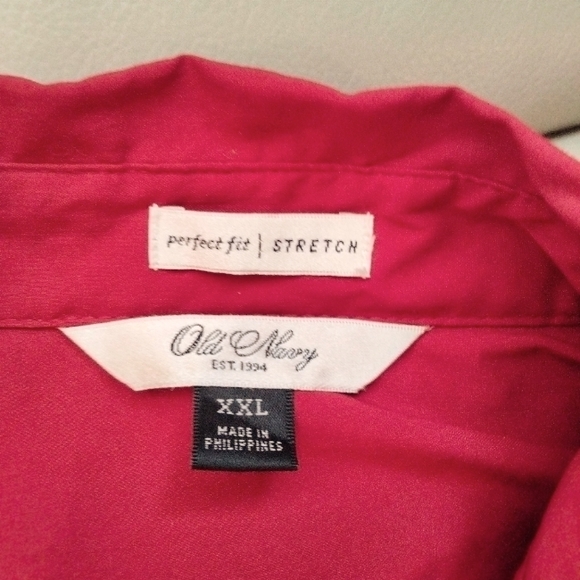 perfect fit | STRETCH
Old Navy
EST. 1994
XXL
MADE IN
PHILIPPINES